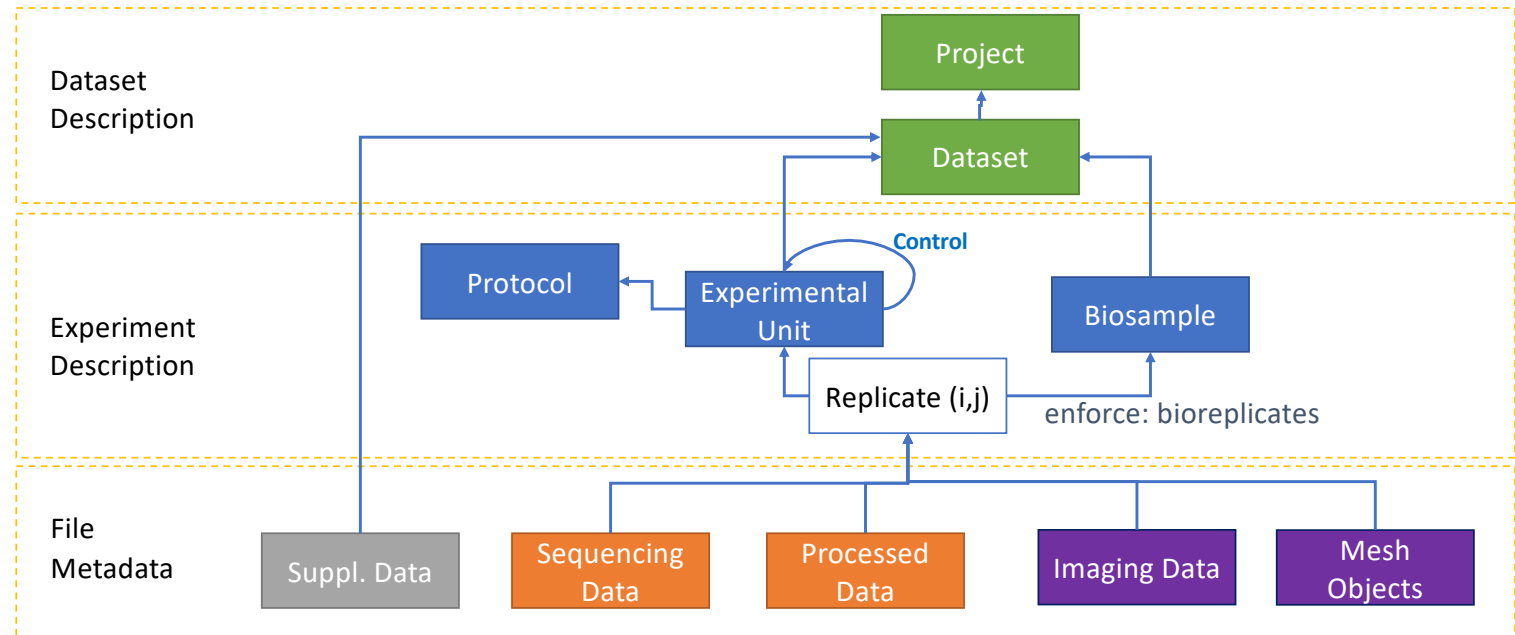 Project
Dataset
Description
Dataset
Control
Protocol
Experimental
Unit
Biosample
Experiment
Description
Replicate (i,j)
enforce: bioreplicates
File
Metadata
Suppl. Data
Sequencing
Data
Processed
Data
Imaging Data
Mesh
Objects